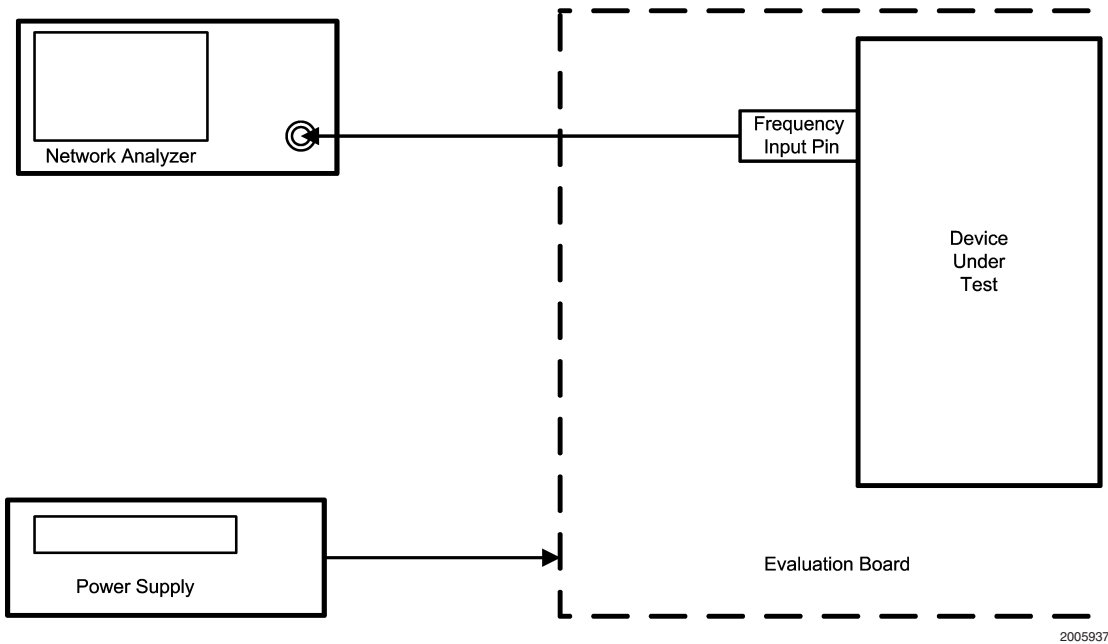 Network Analyzer
Frequency
Input Pin
Device
Under
Test
Power Supply
Evaluation Board
2005937